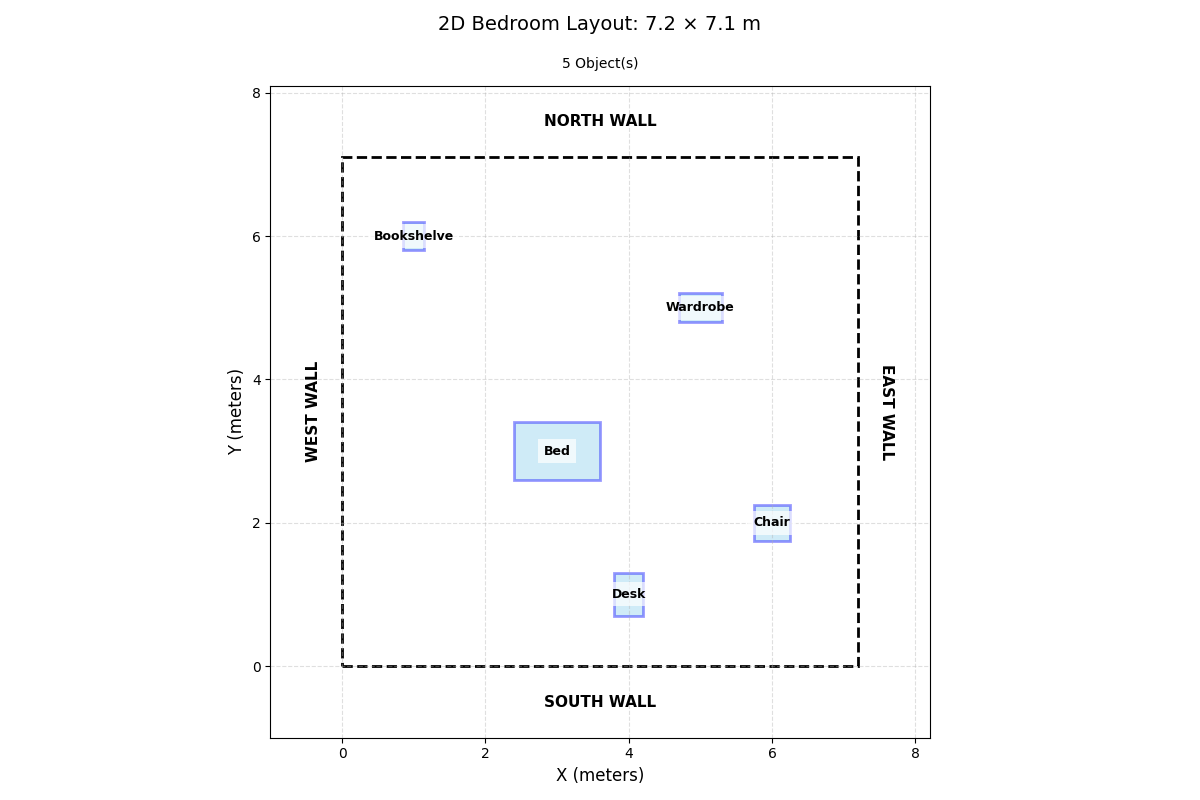 2D Bedroom Layout: 7.2 × 7.1 m
5 Object(s)
8
NORTH WALL
6
Bookshelve
Wardrobe
4
WEST WALL
EAST WALL
Y (meters)
Bed
2
Chair
Desk
0
SOUTH WALL
0 2 4 6 8
X (meters)